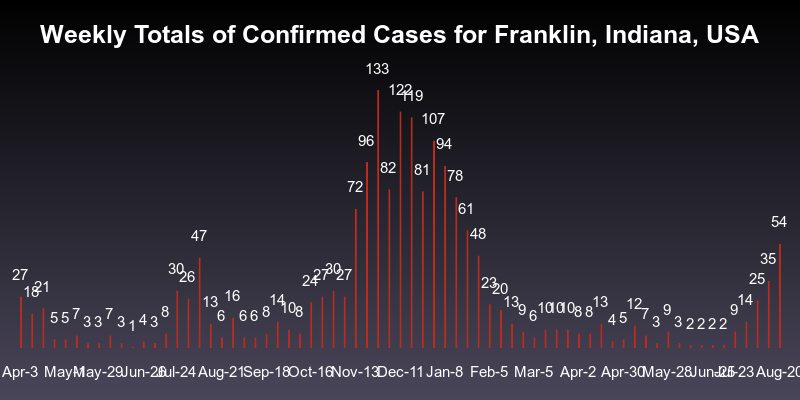 Weekly Totals of Confirmed Cases for Franklin, Indiana, USA
27 18 21 5 5 7 3 3 7 3 1 4 3 8 30 26 47 13 6 16 6 6 8 14 10 8 24 27 30 27 72 96 133 82 122 119 81 107 94 78 61 48 23 20 13 9 6 10 10 10 8 8 13 4 5 12 7 3 9 3 2 2 2 2 9 14 25 35 54
Apr-3 May-1 May-29 Jun-26 Jul-24 Aug-21 Sep-18 Oct-16 Nov-13 Dec-11 Jan-8 Feb-5 Mar-5 Apr-2 Apr-30 May-28 Jun-25 Jul-23 Aug-20